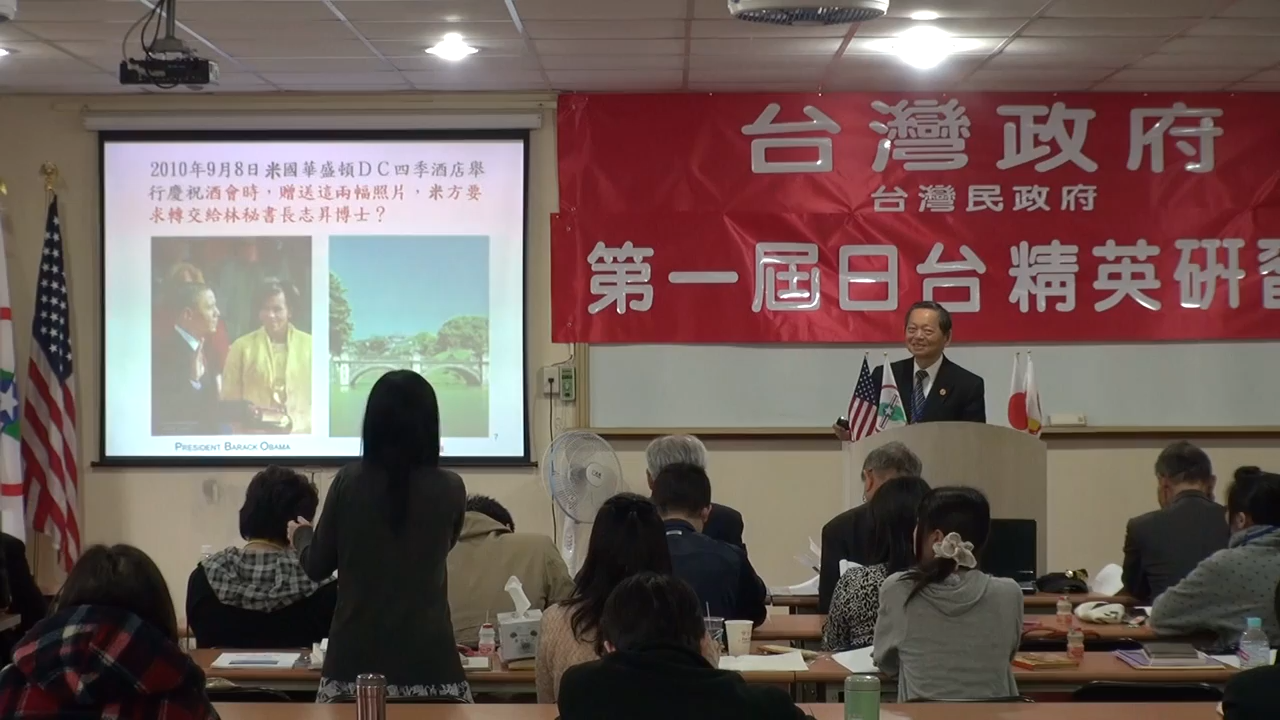 2010年9月8日米國華盛頓DC四季酒店舉
行慶祝酒會時，贈送這兩幅照片，米方要
求轉交給林秘書長志昇博士？
PRESIDENT BARACK OBAMA
7
台灣政府
台灣民政府
第一屆日台精英研習